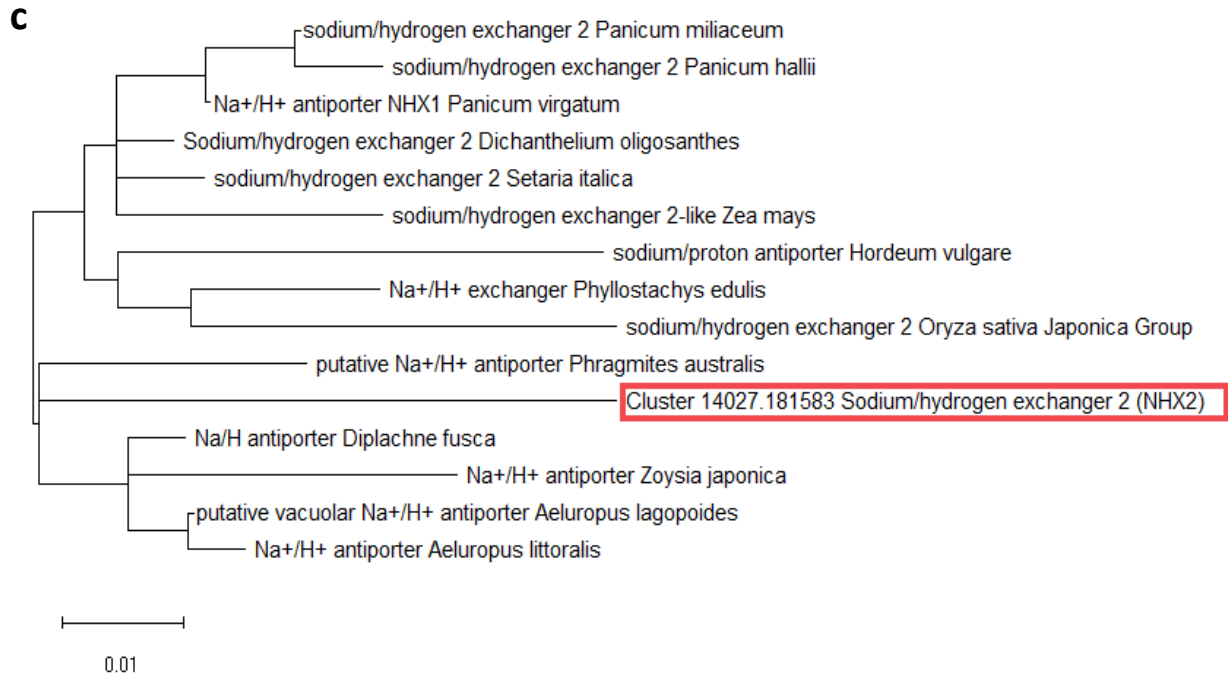 c
sodium/hydrogen exchanger 2 Panicum miliaceum
sodium/hydrogen exchanger 2 Panicum hallii
Na+/H+ antiporter NHX1 Panicum virgatum
Sodium/hydrogen exchanger 2 Dichanthelium oligosanthes
sodium/hydrogen exchanger 2 Setaria italica
sodium/hydrogen exchanger 2-like Zea mays
sodium/proton antiporter Hordeum vulgare
Na+/H+ exchanger Phyllostachys edulis
sodium/hydrogen exchanger 2 Oryza sativa Japonica Group
putative Na+/H+ antiporter Phragmites australis
Cluster 14027.181583 Sodium/hydrogen exchanger 2 (NHX2)
Na/H antiporter Diplachne fusca
Na+/H+ antiporter Zoysia japonica
putative vacuolar Na+/H+ antiporter Aeluropus lagopoides
Na+/H+ antiporter Aeluropus littoralis
0.01